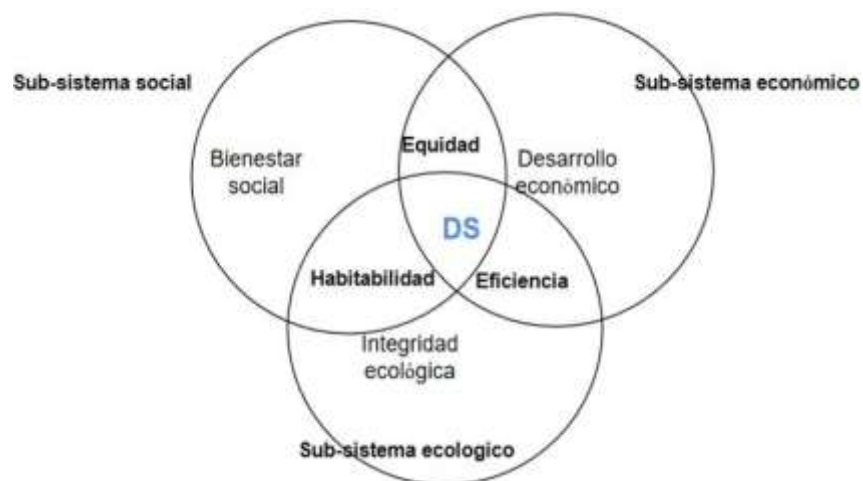 Sub-sistema social
Sub-sistema económico
Equidad
Bienestar
social
Desarrollo
económico
DS
Habitabilidad
Eficiencia
Integridad
ecológica
Sub-sistema ecologico